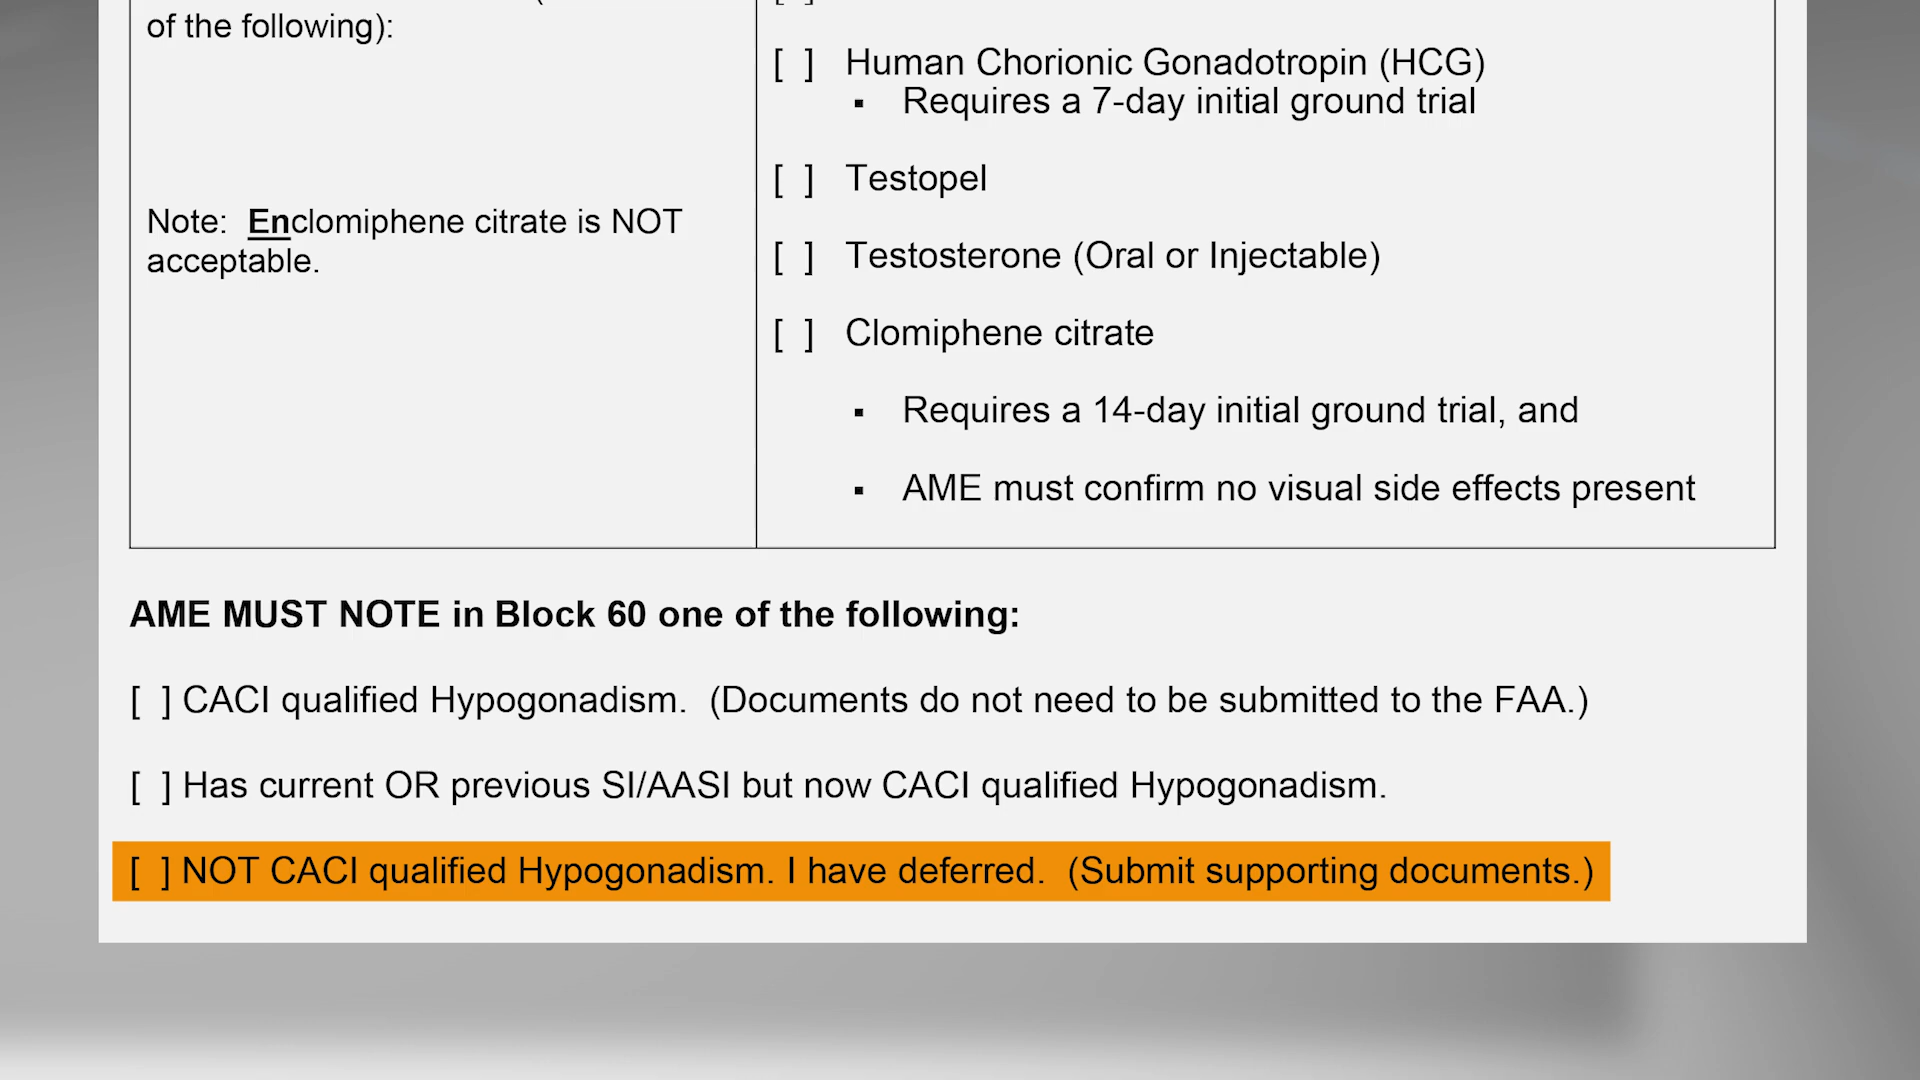 of the following):
Note: Enclomiphene citrate is NOT
acceptable.
[ ] Human Chorionic Gonadotropin (HCG)
▪ Requires a 7-day initial ground trial
[ ] Testopel
[ ] Testosterone (Oral or Injectable)
[ ] Clomiphene citrate
▪ Requires a 14-day initial ground trial, and
▪ AME must confirm no visual side effects present
AME MUST NOTE in Block 60 one of the following:
[ ] CACI qualified Hypogonadism. (Documents do not need to be submitted to the FAA.)
[ ] Has current OR previous SI/AASI but now CACI qualified Hypogonadism.
[ ] NOT CACI qualified Hypogonadism. I have deferred. (Submit supporting documents.)